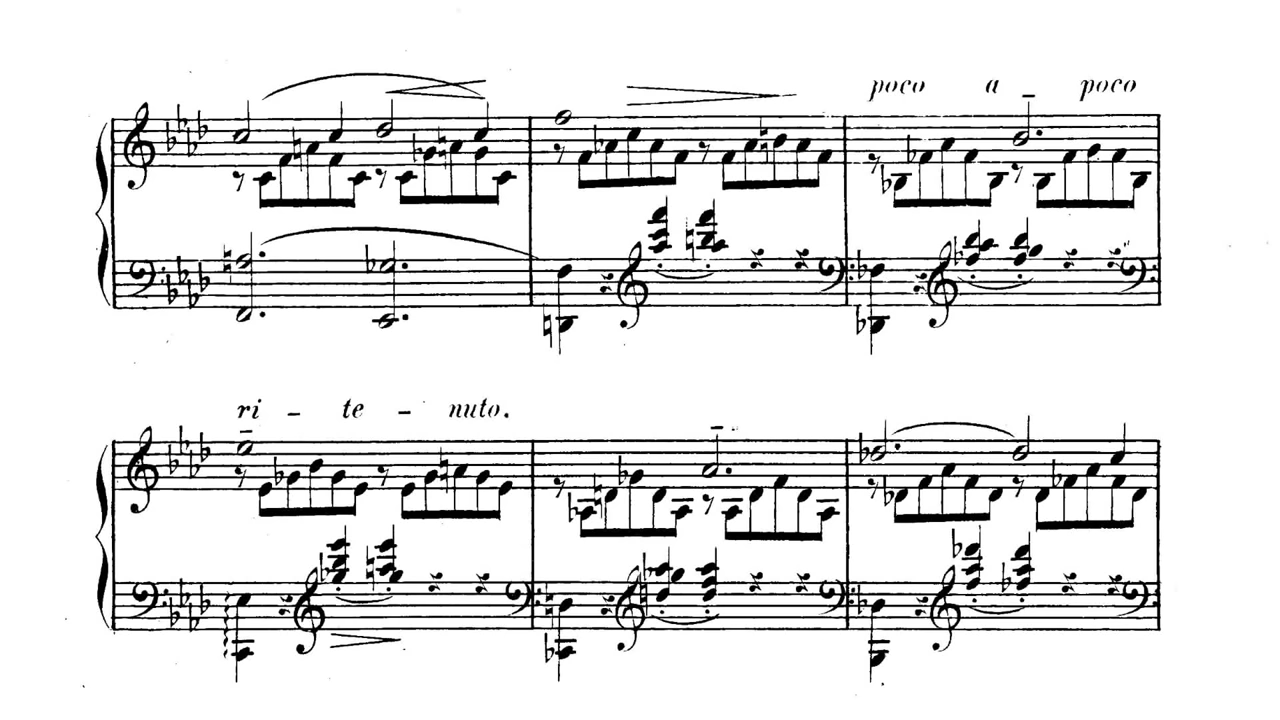 poco a poco
ri - te - nuto.